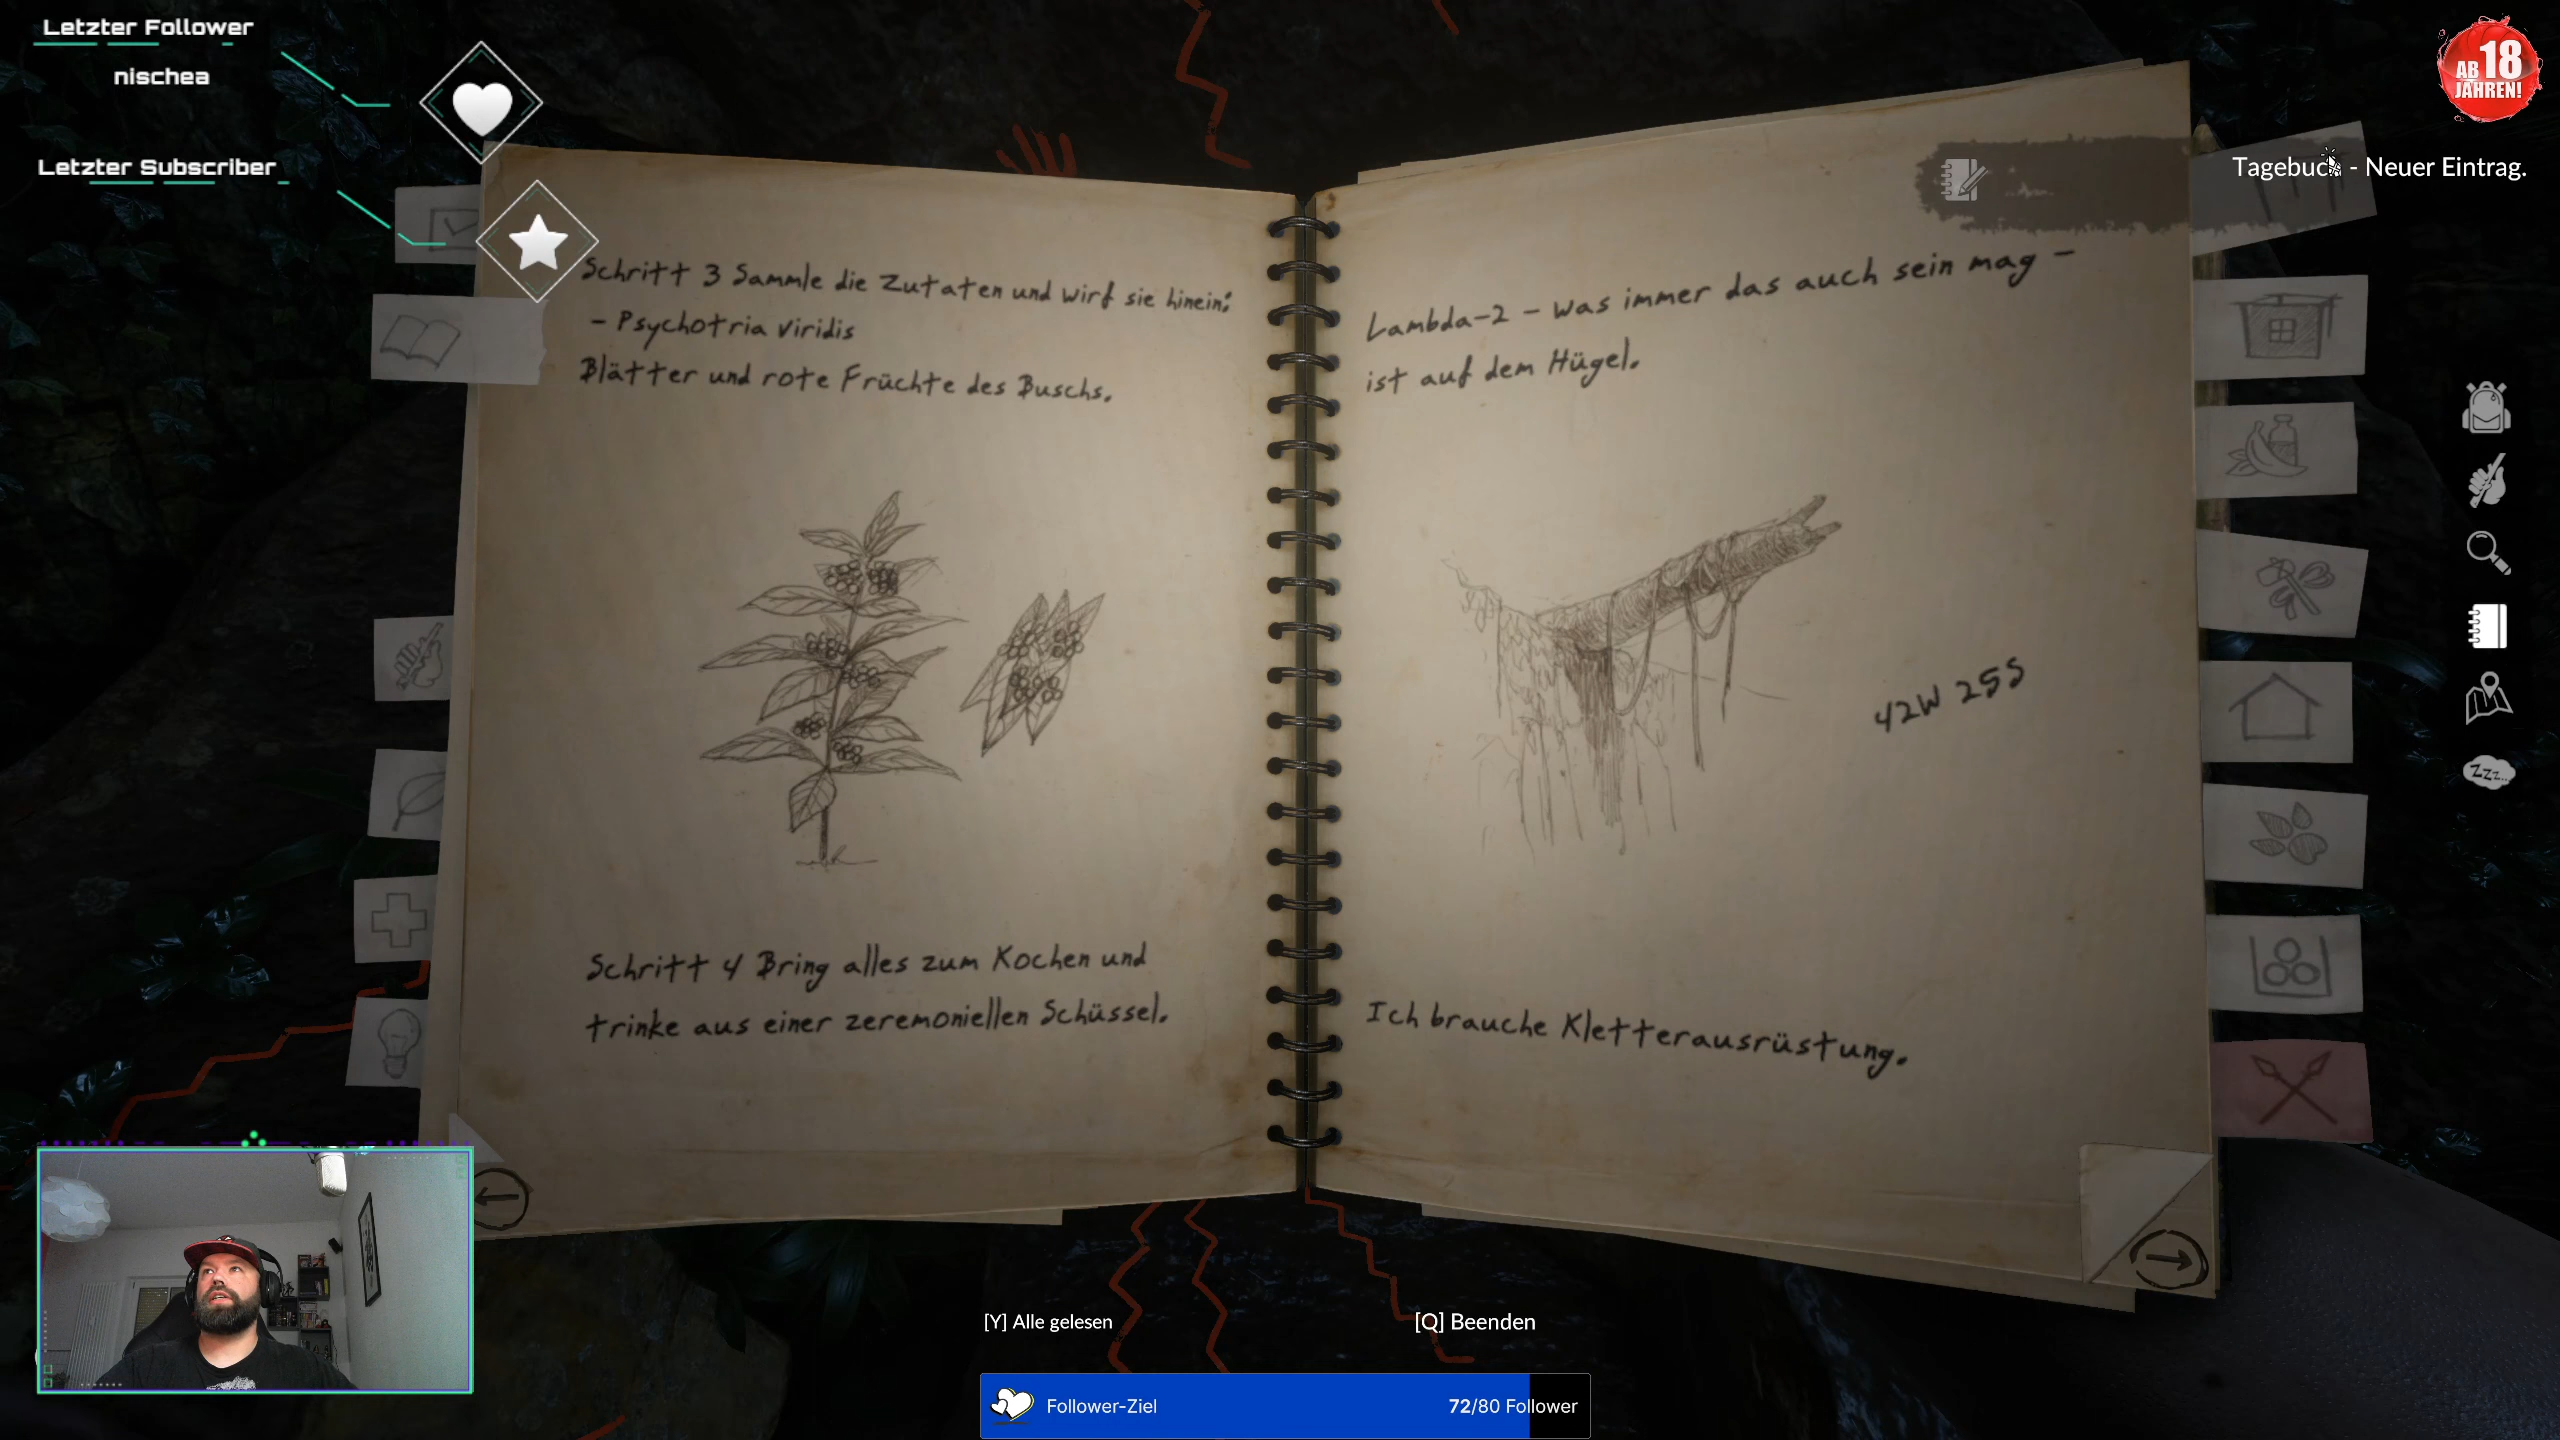 Letzter Follower
nischea
Letzter Subscriber
AB 18
JAHREN!
Tagebuch - Neuer Eintrag.
Schritt 3 Sammle die Zutaten und wirf sie hinein:
- Psychotria viridis
Blätter und rote Früchte des Buschs.
Schritt 4 Bring alles zum Kochen und
trinke aus einer zeremoniellen Schüssel.
Lambda-2 - was immer das auch sein mag -
ist auf dem Hügel.
42W 25S
Ich brauche Kletterausrüstung.
Zzz...
[Y] Alle gelesen
[Q] Beenden
Follower-Ziel
72/80 Follower